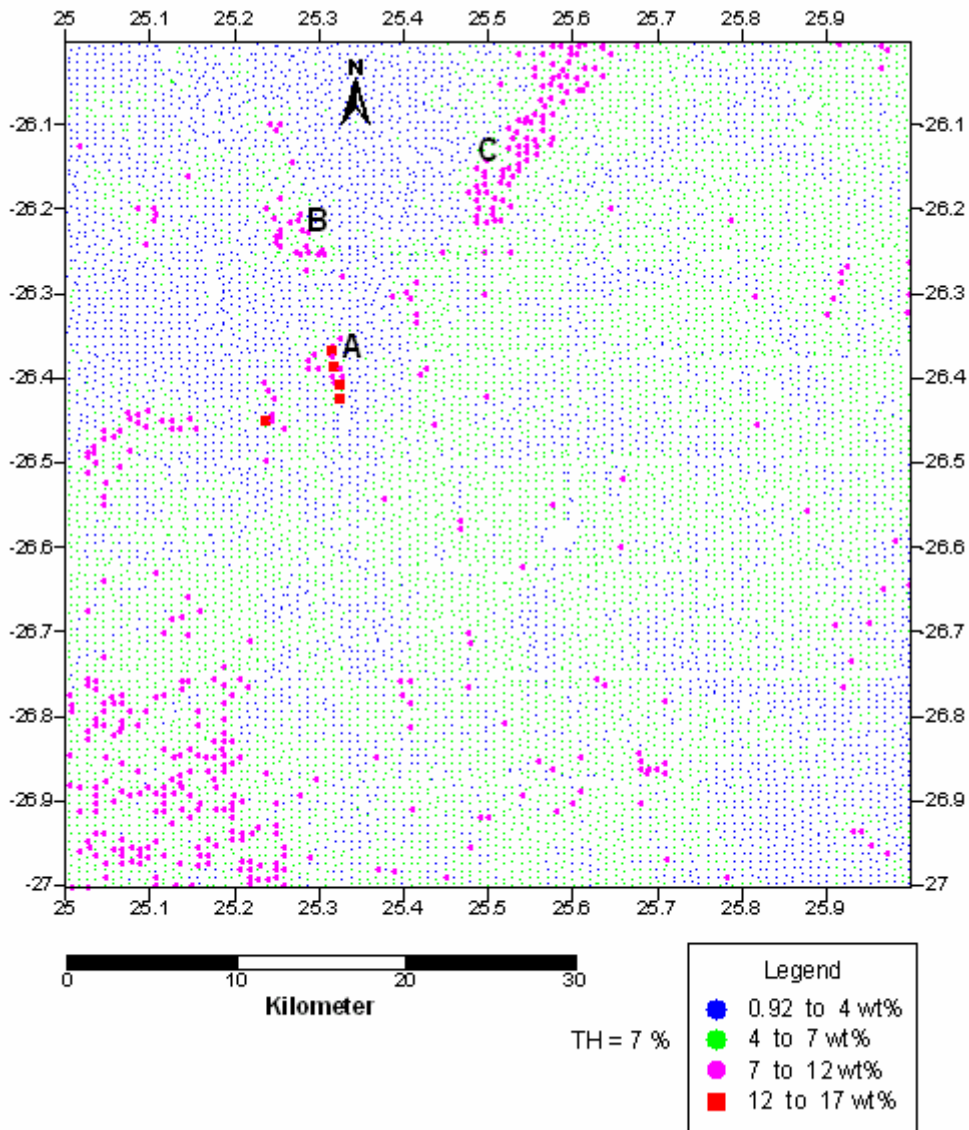 25 25.1 25.2 25.3 25.4 25.5 25.6 25.7 25.8 25.9
N
-26.1 -26.1
C
-26.2 B -26.2
-26.3 -26.3
A
-26.4 -26.4
-26.5 -26.5
-26.6 -26.6
-26.7 -26.7
-26.8 -26.8
-26.9 -26.9
-27 -27
25 25.1 25.2 25.3 25.4 25.5 25.6 25.7 25.8 25.9
0 10 20 30
Kilometer
TH = 7 %
Legend
0.92 to 4 wt%
4 to 7 wt%
7 to 12 wt%
12 to 17 wt%